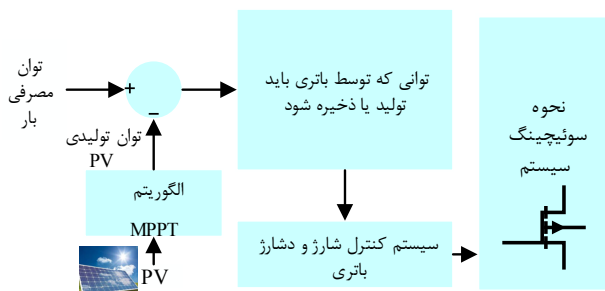 توان
مصرفی
بار
+
−
توان تولیدی
PV
الگوریتم
MPPT
PV
توانی که توسط باتری باید
تولید یا ذخیره شود
سیستم کنترل شارژ و دشارژ
باتری
نحوه
سوئیچینگ
سیستم